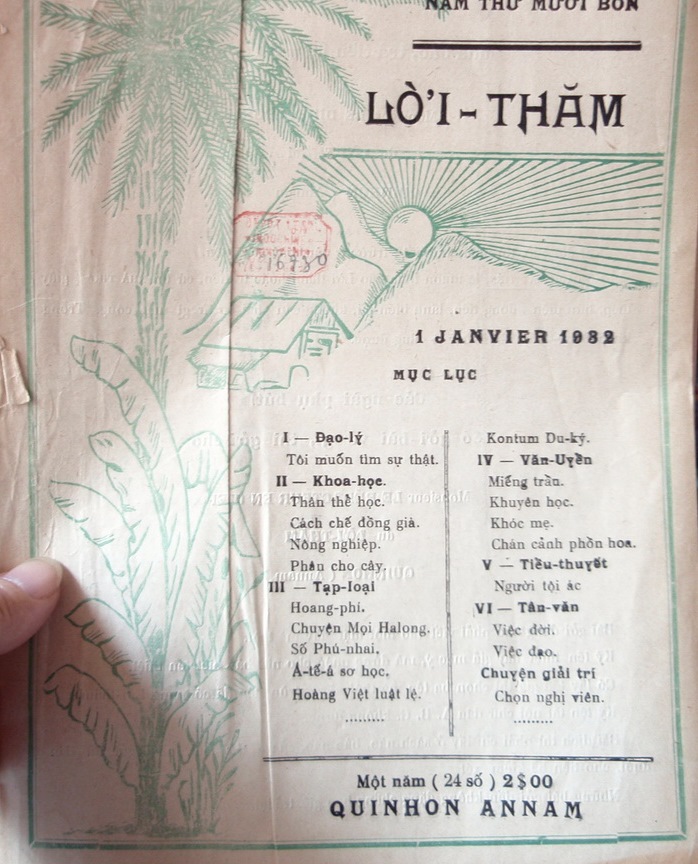 NĂM THỨ MƯỜI BỐN
LỜI-THĂM
16780
1 JANVIER 1932
MỤC LỤC
I — Đạo-lý
Tôi muốn tìm sự thật.
II — Khoa-học.
Thân thể học.
Cách chế đồng giả.
Nông nghiệp.
Phân cho cây.
III — Tạp-loại
Hoang-phí.
Chuyện Mọi Halong.
Số Phú-nhai.
Á-tế-á sơ học.
Hoàng Việt luật lệ.
.........
Kontum Du-ký.
IV — Văn-Uyển
Miếng trầu.
Khuyên học.
Khóc mẹ.
Chán cảnh phồn hoa.
V — Tiểu-thuyết
Người tội ác
VI — Tân-văn
Việc đời.
Việc đạo.
Chuyện giải trí
Chọn nghị viên.
.........
Một năm ( 24 số ) 2$00
QUINHON ANNAM